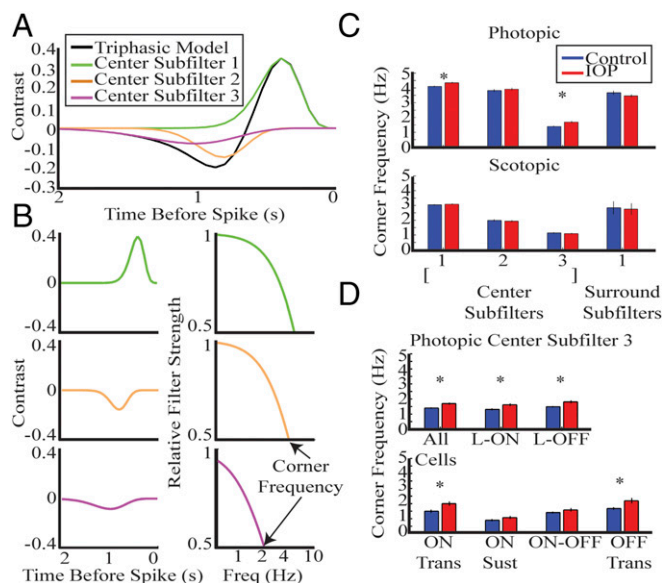 A
0.4
0.3
0.2
0.1
0
-0.1
-0.2
-0.3
Contrast
Triphasic Model
Center Subfilter 1
Center Subfilter 2
Center Subfilter 3
2
1
0
Time Before Spike (s)
B
0.4
0
-0.4
0.4
0
-0.4
0.4
0
-0.4
Contrast
2
1
0
Time Before Spike (s)
1
0.5
1
0.5
1
0.5
Relative Filter Strength
Corner
Frequency
1
2
4
10
Freq (Hz)
C
Photopic
Control
IOP
5
4
3
2
1
0
*
*
Scotopic
5
4
3
2
1
0
Corner Frequency (Hz)
1
2
3
1
[
]
Center
Subfilters
Surround
Subfilters
D
Photopic Center Subfilter 3
5
4
3
2
1
0
*
*
*
All
Cells
L-ON
L-OFF
5
4
3
2
1
0
Corner Frequency (Hz)
*
*
ON
Trans
ON
Sust
ON-OFF
OFF
Trans